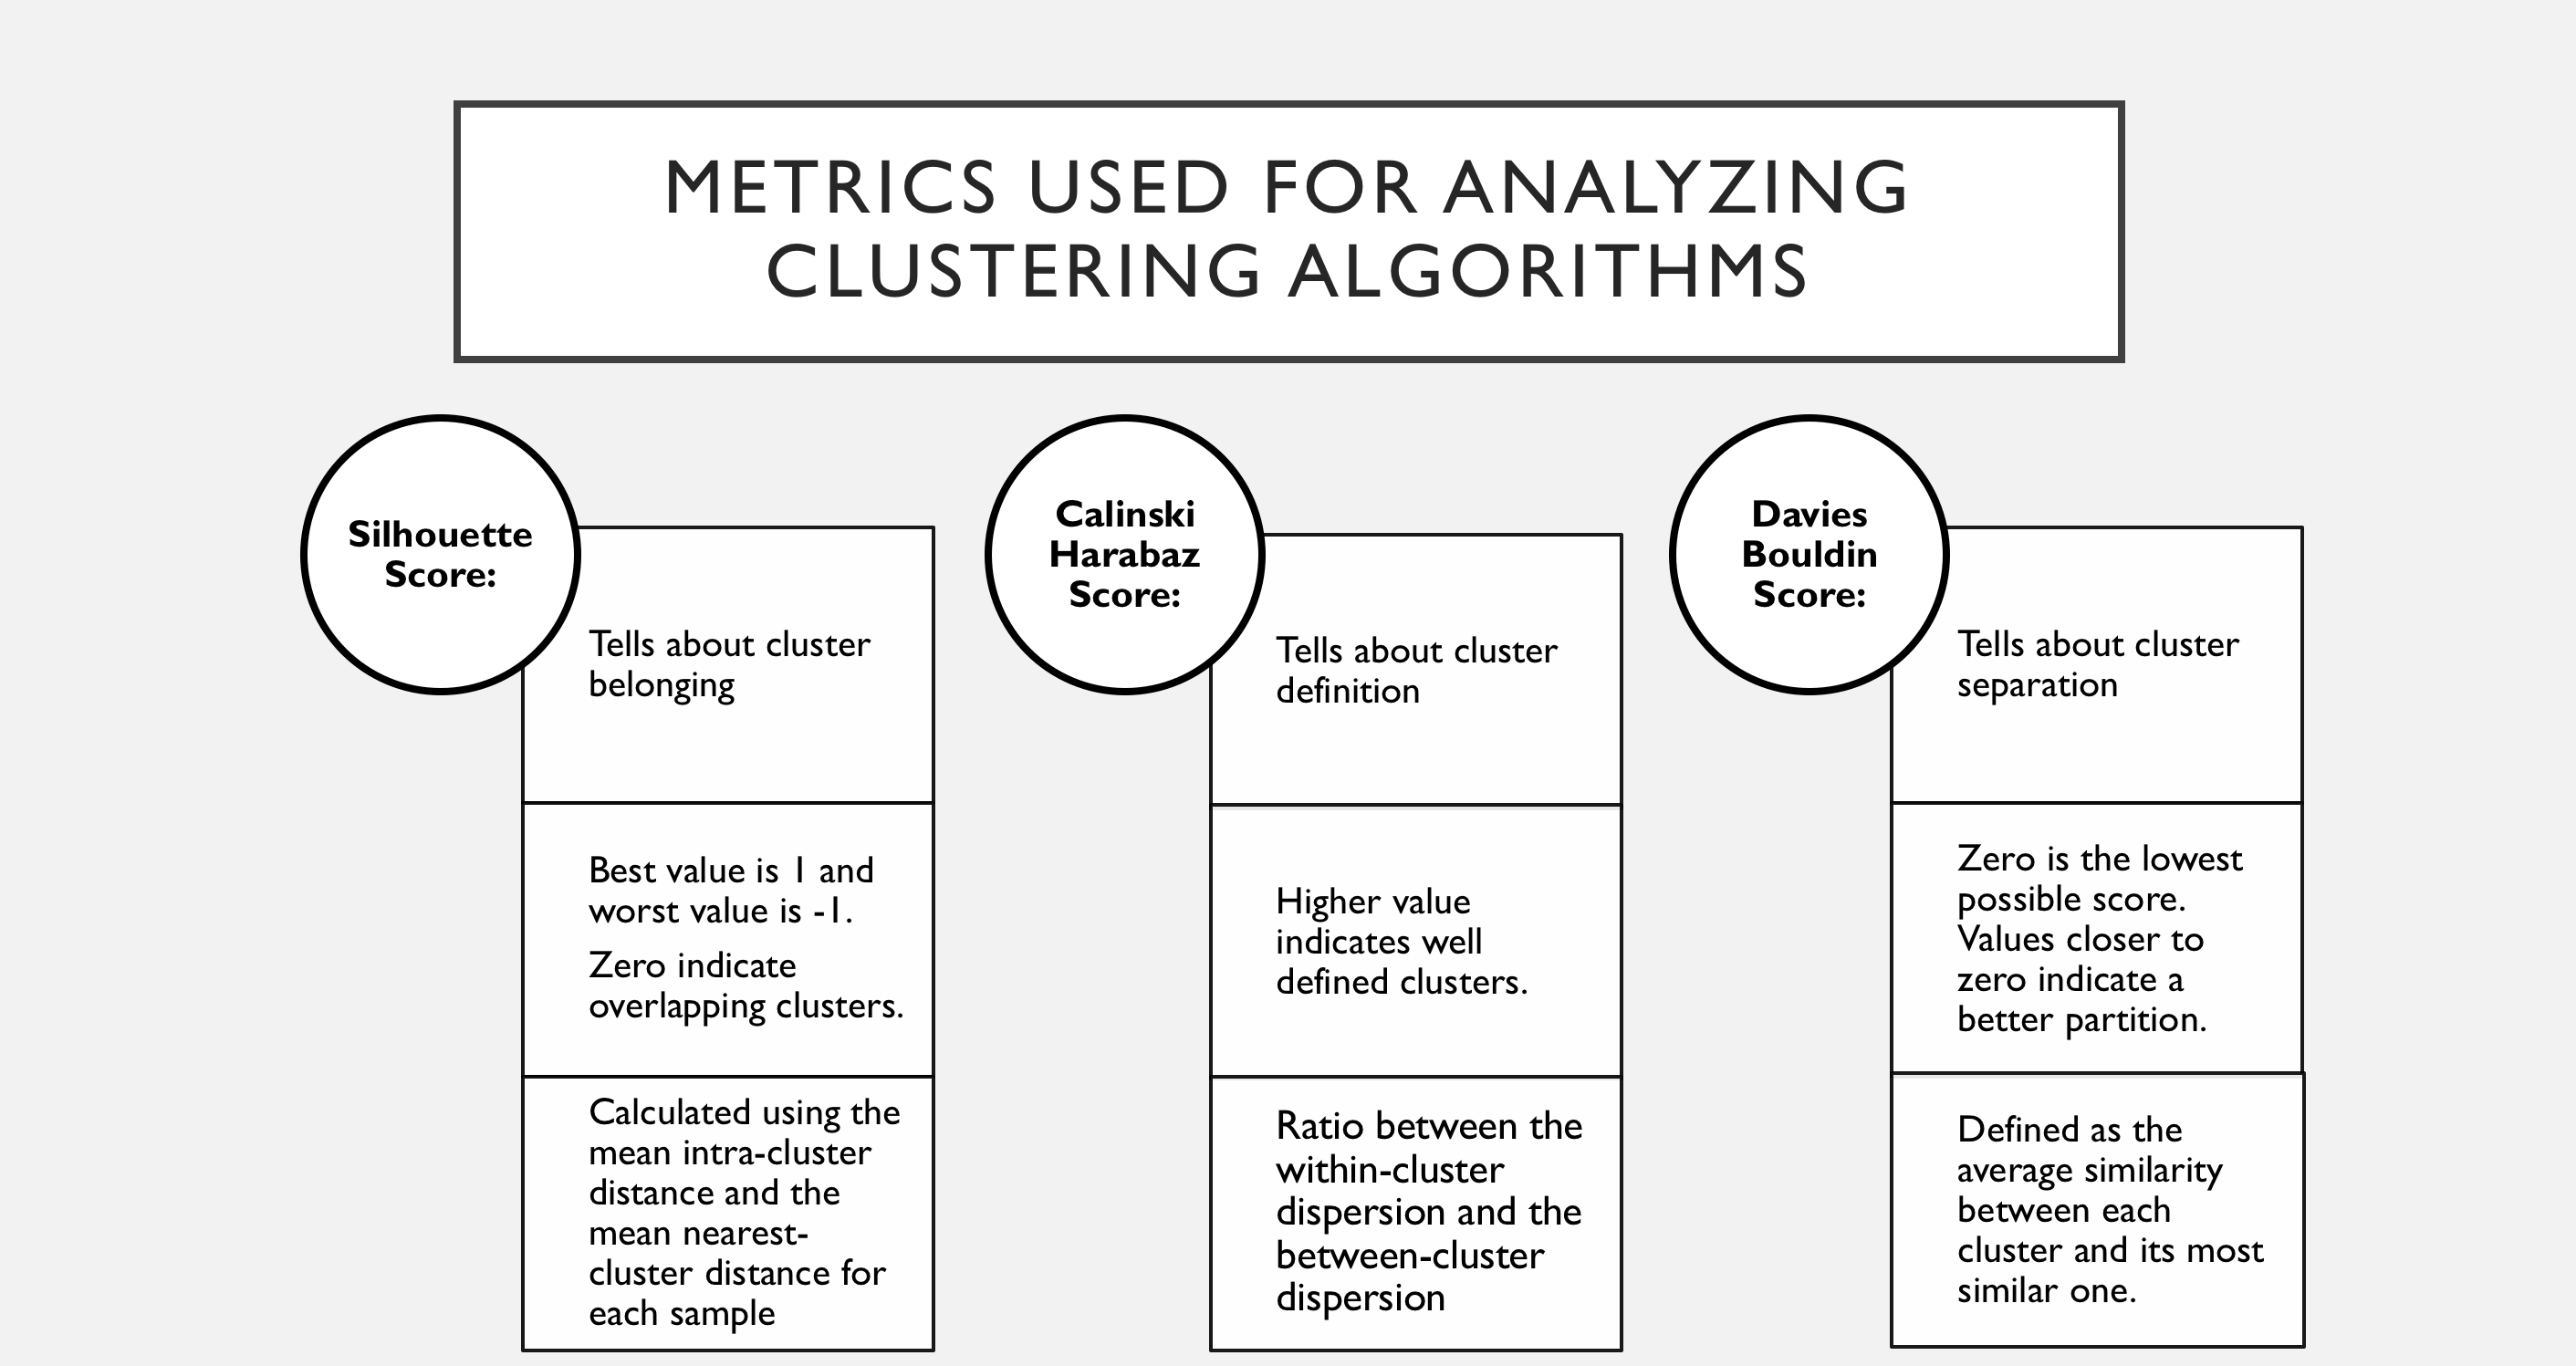 METRICS USED FOR ANALYZING
CLUSTERING ALGORITHMS
Silhouette
Score:
Tells about cluster
belonging
Best value is 1 and
worst value is -1.
Zero indicate
overlapping clusters.
Calculated using the
mean intra-cluster
distance and the
mean nearest-
cluster distance for
each sample
Calinski
Harabaz
Score:
Tells about cluster
definition
Higher value
indicates well
defined clusters.
Ratio between the
within-cluster
dispersion and the
between-cluster
dispersion
Davies
Bouldin
Score:
Tells about cluster
separation
Zero is the lowest
possible score.
Values closer to
zero indicate a
better partition.
Defined as the
average similarity
between each
cluster and its most
similar one.